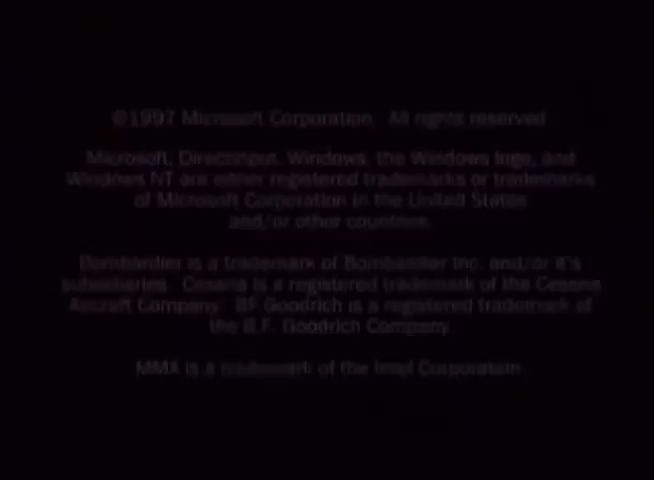 ©1997 Microsoft Corporation. All rights reserved
Microsoft, DirectInput, Windows, the Windows logo, and
Windows NT are either registered trademarks or trademarks
of Microsoft Corporation in the United States
and/or other countries.
Bombardier is a trademark of Bombardier Inc. and/or it's
subsidiaries. Cessna is a registered trademark of the Cessna
Aircraft Company. BF Goodrich is a registered trademark of
the B.F. Goodrich Company.
MMX is a trademark of the Intel Corporation